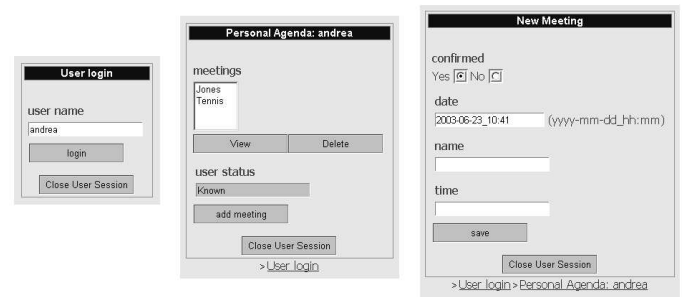 User login
user name
andrea
login
Close User Session
Personal Agenda: andrea
meetings
Jones
Tennis
View Delete
user status
Known
add meeting
Close User Session
>User login
New Meeting
confirmed
Yes No
date
2003-06-23_10:41 (yyyy-mm-dd_hh:mm)
name
time
save
Close User Session
>User login >Personal Agenda: andrea